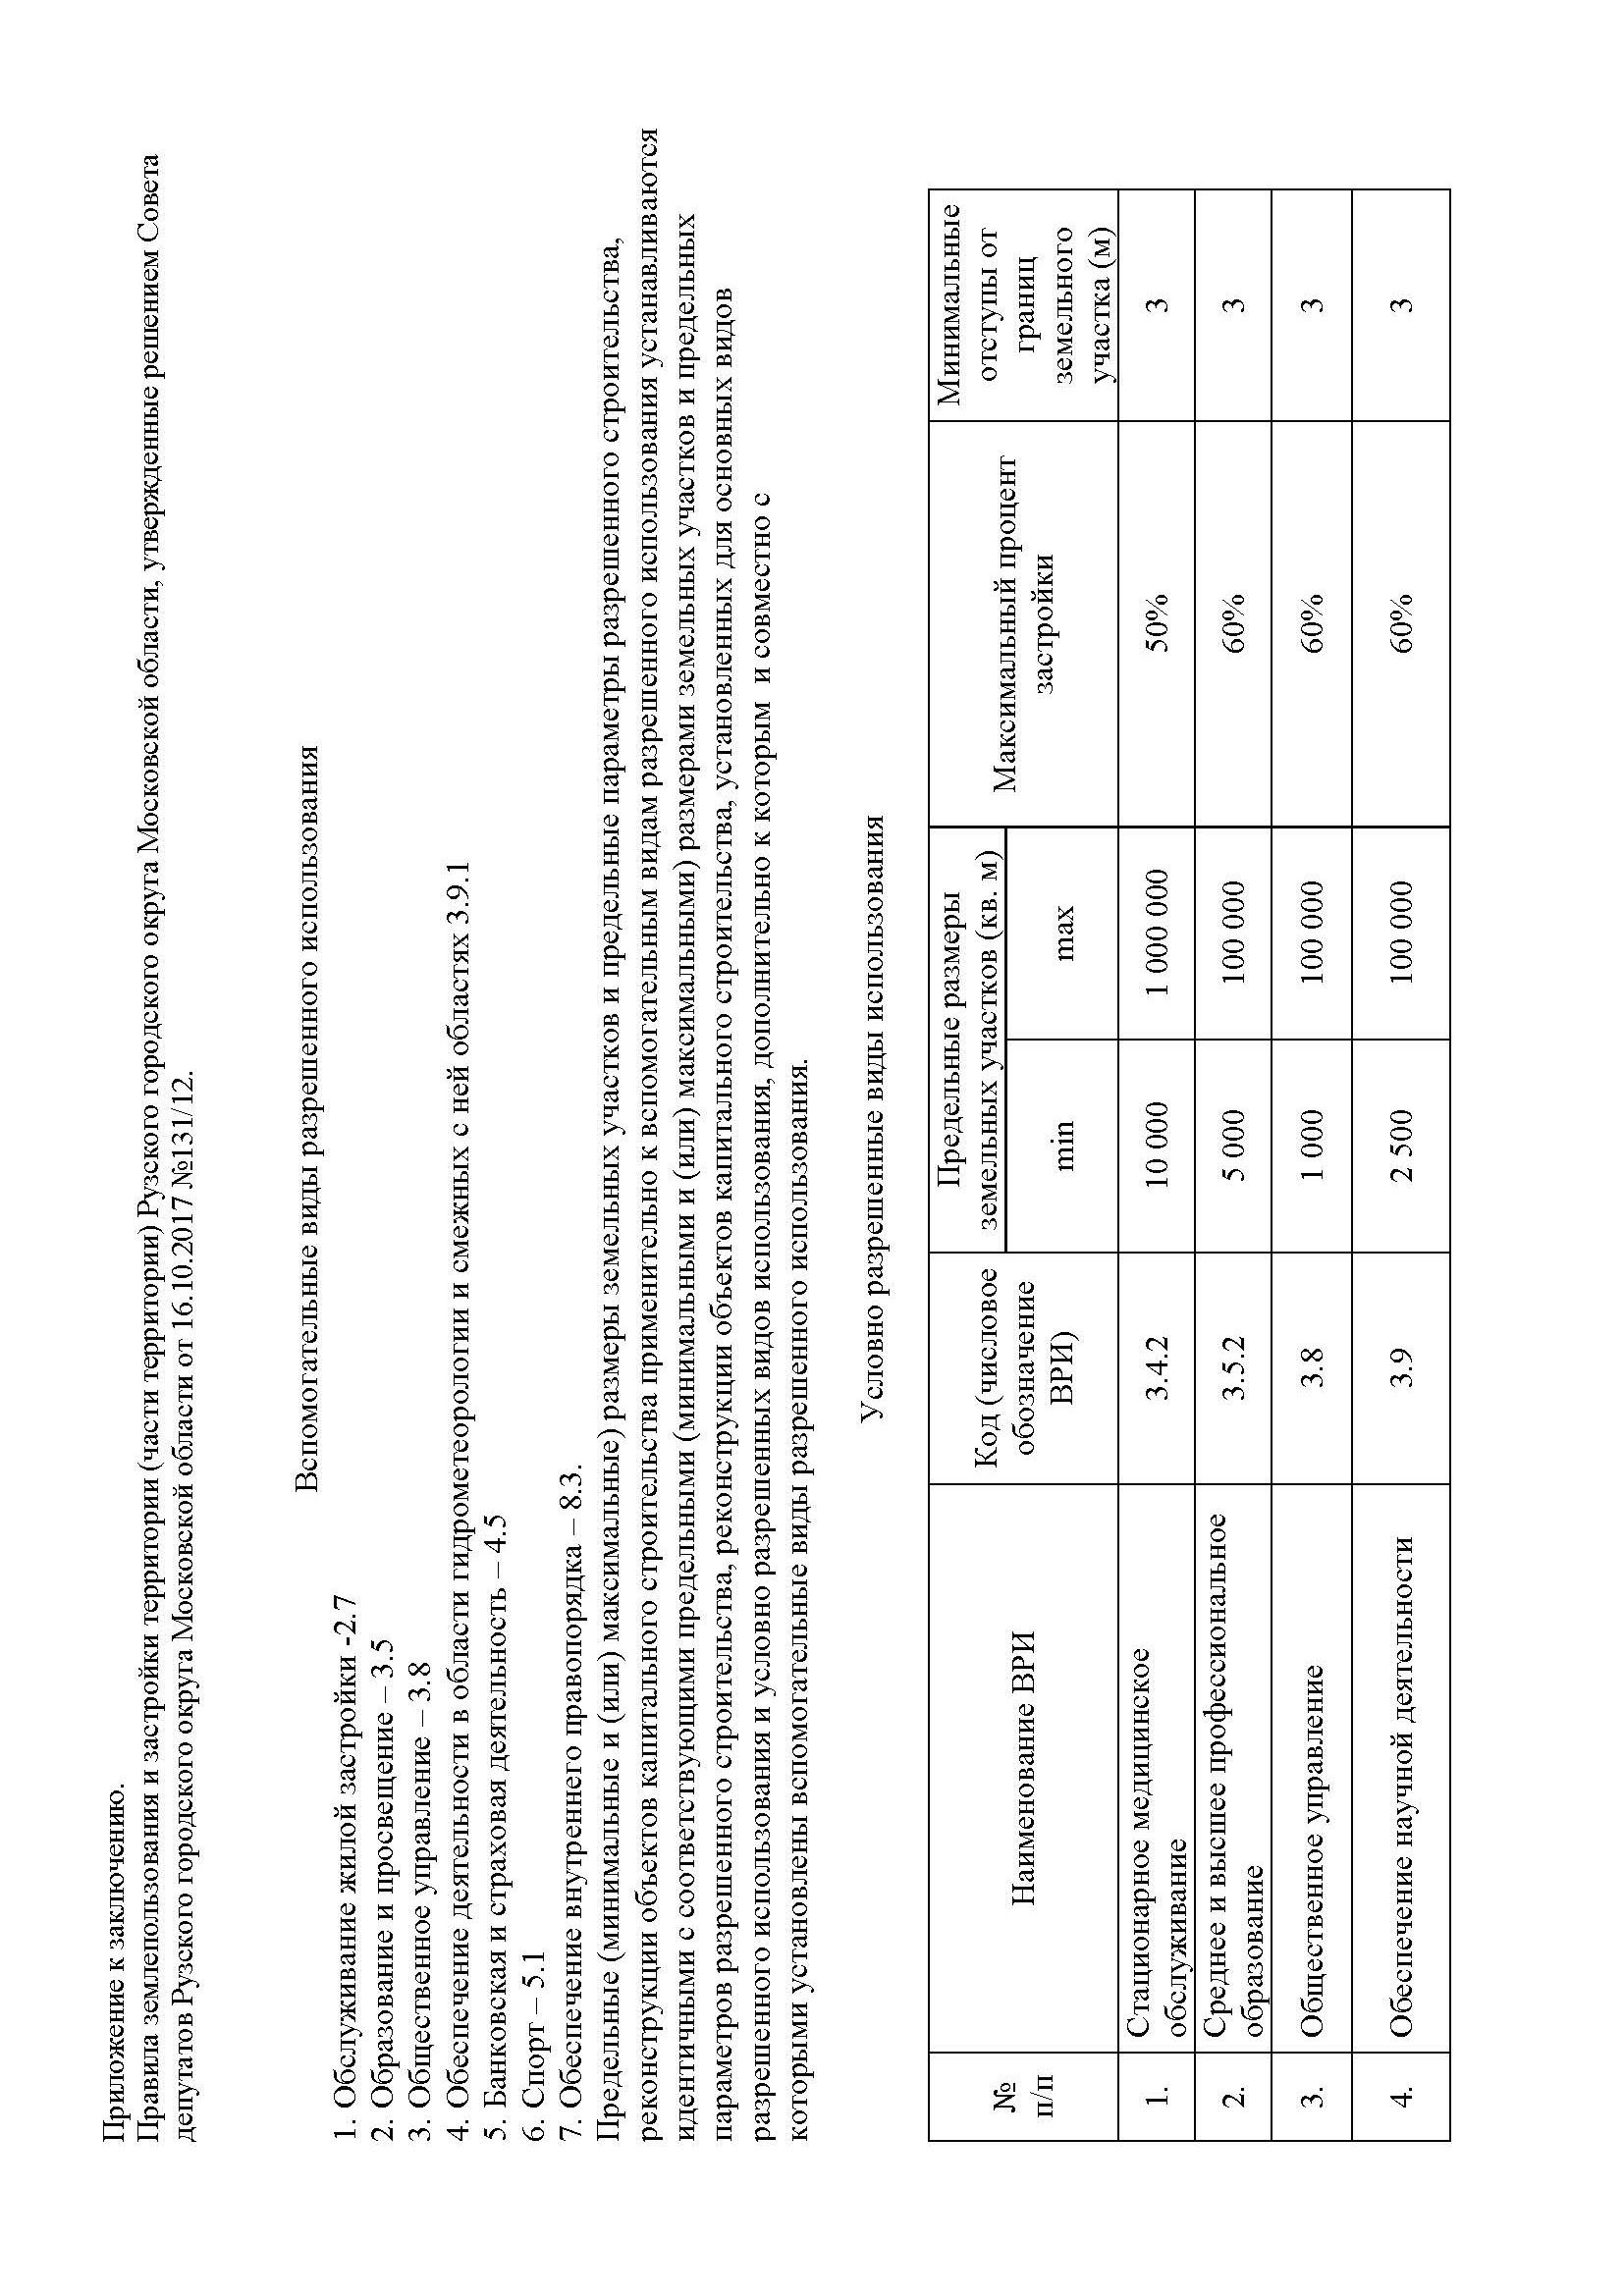 Приложение к заключению.
Правила землепользования и застройки территории (части территории) Рузского городского округа Московской области, утвержденные решением Совета
депутатов Рузского городского округа Московской области от 16.10.2017 №131/12.
Вспомогательные виды разрешенного использования
1. Обслуживание жилой застройки -2.7
2. Образование и просвещение – 3.5
3. Общественное управление – 3.8
4. Обеспечение деятельности в области гидрометеорологии и смежных с ней областях 3.9.1
5. Банковская и страховая деятельность – 4.5
6. Спорт – 5.1
7. Обеспечение внутреннего правопорядка – 8.3.
Предельные (минимальные и (или) максимальные) размеры земельных участков и предельные параметры разрешенного строительства,
реконструкции объектов капитального строительства применительно к вспомогательным видам разрешенного использования устанавливаются
идентичными с соответствующими предельными (минимальными и (или) максимальными) размерами земельных участков и предельных
параметров разрешенного строительства, реконструкции объектов капитального строительства, установленных для основных видов
разрешенного использования и условно разрешенных видов использования, дополнительно к которым и совместно с
которыми установлены вспомогательные виды разрешенного использования.
Условно разрешенные виды использования
№
п/п
Наименование ВРИ
Код (числовое
обозначение
ВРИ)
Предельные размеры
земельных участков (кв. м)
min
max
Максимальный процент
застройки
Минимальные
отступы от
границ
земельного
участка (м)
1. Стационарное медицинское
обслуживание
3.4.2 10 000 1 000 000 50% 3
2. Среднее и высшее профессиональное
образование
3.5.2 5 000 100 000 60% 3
3. Общественное управление 3.8 1 000 100 000 60% 3
4. Обеспечение научной деятельности 3.9 2 500 100 000 60% 3